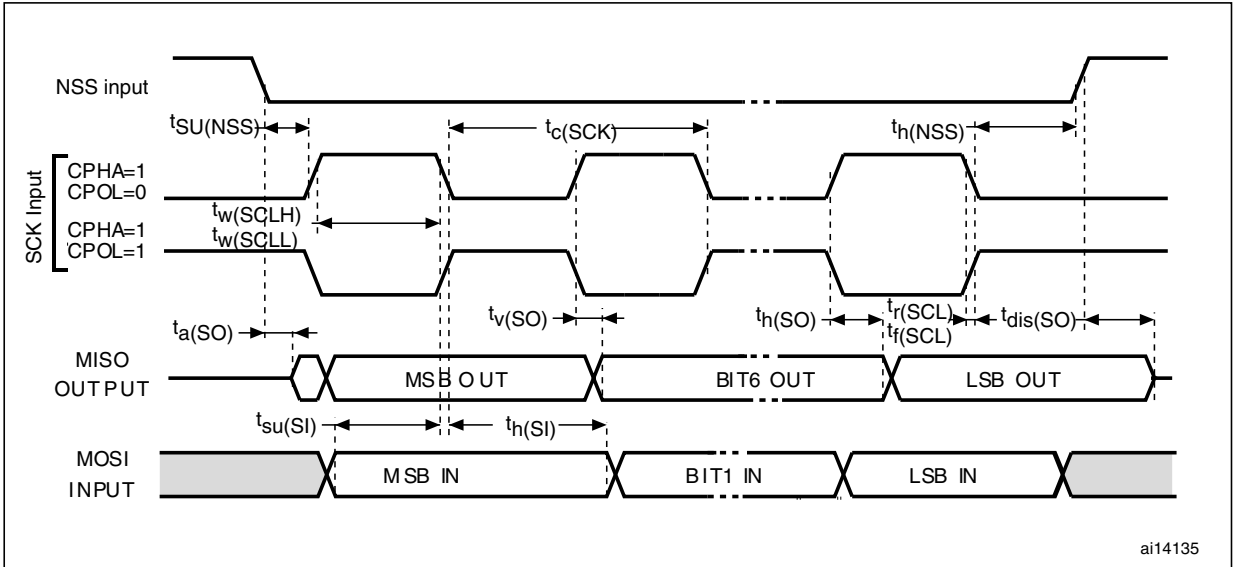 NSS input
tSU(NSS)
tc(SCK)
th(NSS)
SCK Input
CPHA=1
CPOL=0
tw(SCLH)
tw(SCLL)
CPHA=1
CPOL=1
ta(SO)
tv(SO)
th(SO)
tr(SCL)
tf(SCL)
tdis(SO)
MISO
OUTPUT
MSB OUT
BIT6 OUT
LSB OUT
tsu(SI)
th(SI)
MOSI
INPUT
MSB IN
BIT1 IN
LSB IN
ai14135